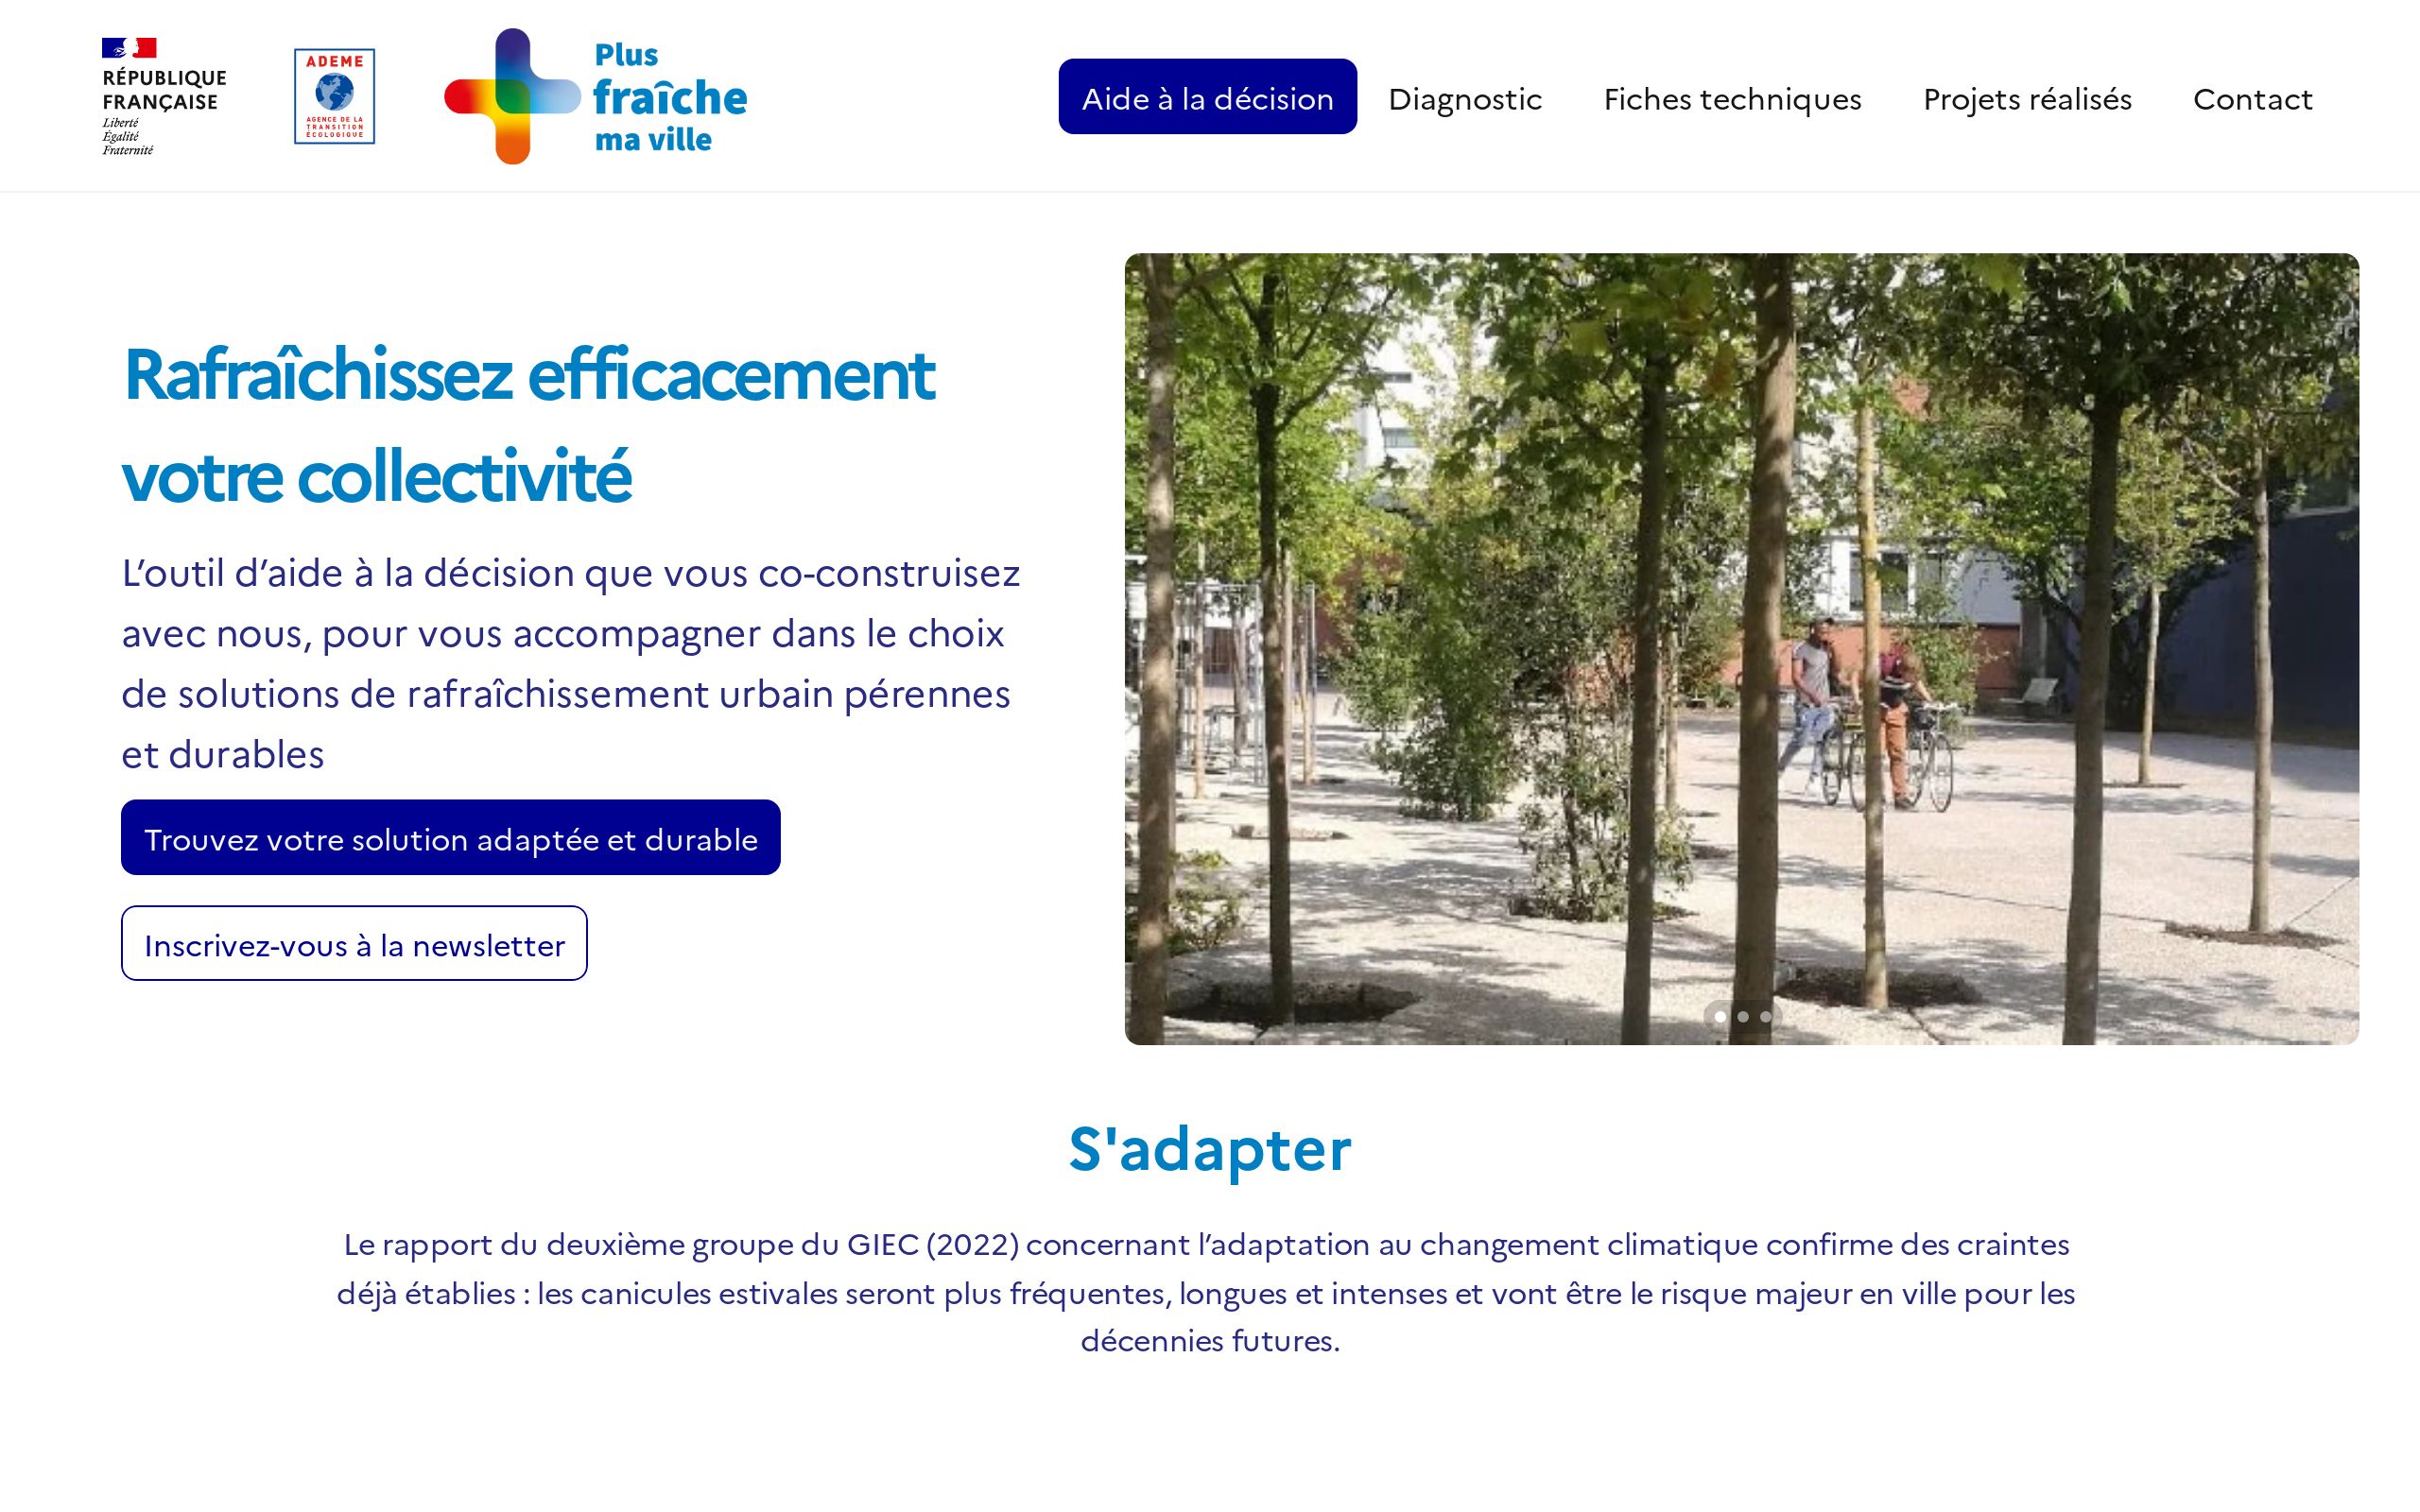 RÉPUBLIQUE
FRANÇAISE
Liberté
Égalité
Fraternité
ADEME
AGENCE DE LA
TRANSITION
ÉCOLOGIQUE
Plus
fraîche
ma ville
Aide à la décision
Diagnostic
Fiches techniques
Projets réalisés
Contact
Rafraîchissez efficacement
votre collectivité
L’outil d’aide à la décision que vous co-construisez
avec nous, pour vous accompagner dans le choix
de solutions de rafraîchissement urbain pérennes
et durables
Trouvez votre solution adaptée et durable
Inscrivez-vous à la newsletter
S'adapter
Le rapport du deuxième groupe du GIEC (2022) concernant l’adaptation au changement climatique confirme des craintes
déjà établies : les canicules estivales seront plus fréquentes, longues et intenses et vont être le risque majeur en ville pour les
décennies futures.